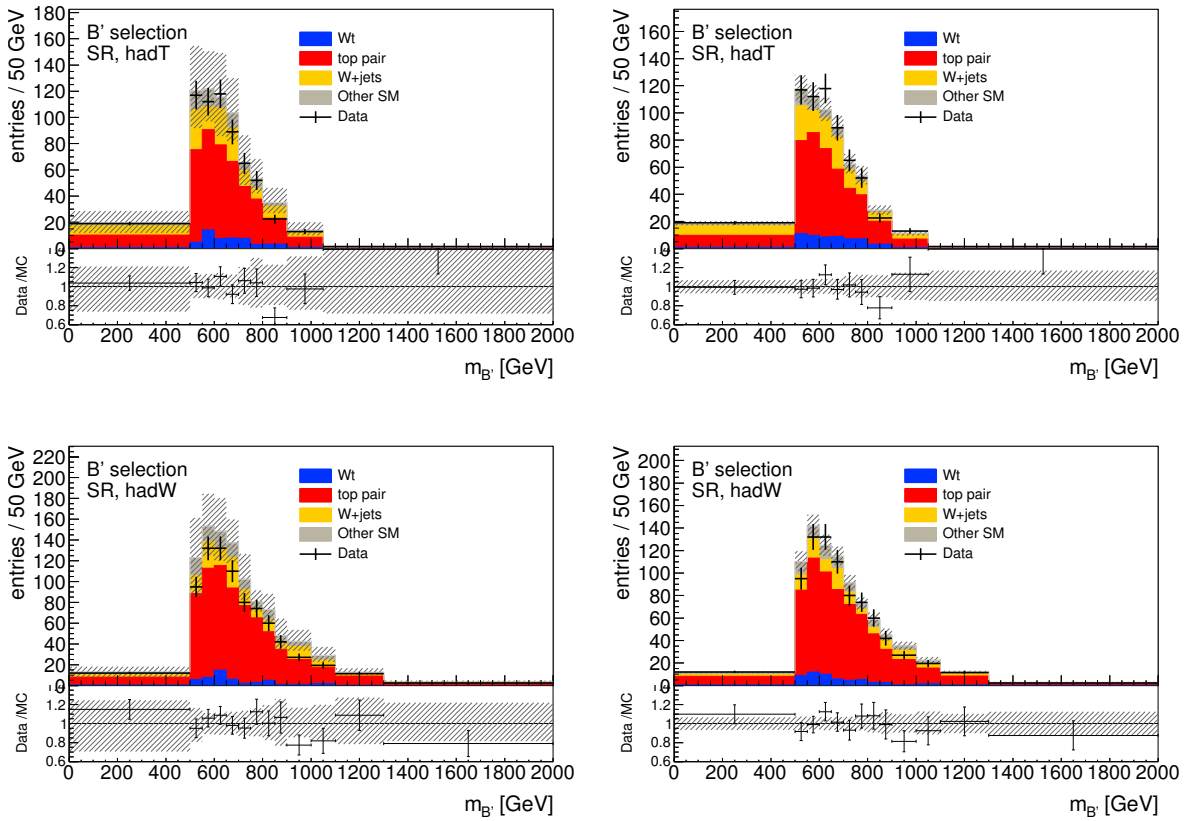 entries / 50 GeV
180
160
140
120
100
80
60
40
20
0
B' selection
SR, hadT
Wt
top pair
W+jets
Other SM
Data
Data /MC
1.2
1
0.8
0.6
0 200 400 600 800 1000 1200 1400 1600 1800 2000
m_B' [GeV]
entries / 50 GeV
160
140
120
100
80
60
40
20
0
B' selection
SR, hadT
Wt
top pair
W+jets
Other SM
Data
Data /MC
1.2
1
0.8
0.6
0 200 400 600 800 1000 1200 1400 1600 1800 2000
m_B' [GeV]
entries / 50 GeV
220
200
180
160
140
120
100
80
60
40
20
0
B' selection
SR, hadW
Wt
top pair
W+jets
Other SM
Data
Data /MC
1.2
1
0.8
0.6
0 200 400 600 800 1000 1200 1400 1600 1800 2000
m_B' [GeV]
entries / 50 GeV
200
180
160
140
120
100
80
60
40
20
0
B' selection
SR, hadW
Wt
top pair
W+jets
Other SM
Data
Data /MC
1.2
1
0.8
0.6
0 200 400 600 800 1000 1200 1400 1600 1800 2000
m_B' [GeV]